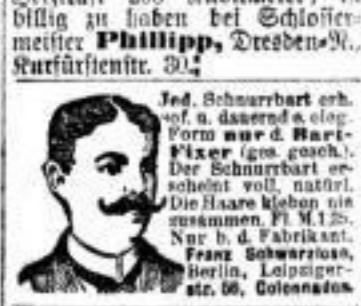 billig zu haben bei Schlosser
meister Phillipp, Dresden-N.
Kurfürstenstr. 30.
Jed. Schnurrbart erh.
sof. u. dauernd e. eleg.
Form nur d. Bart-
Fixer (ges. gesch.).
Der Schnurrbart er-
scheint voll, natürl.
Die Haare kleben nie
zusammen. Fl. M. 1.25.
Nur b. d. Fabrikant.
Franz Schwarzlose,
Berlin, Leipziger-
str. 56, Colonnaden.